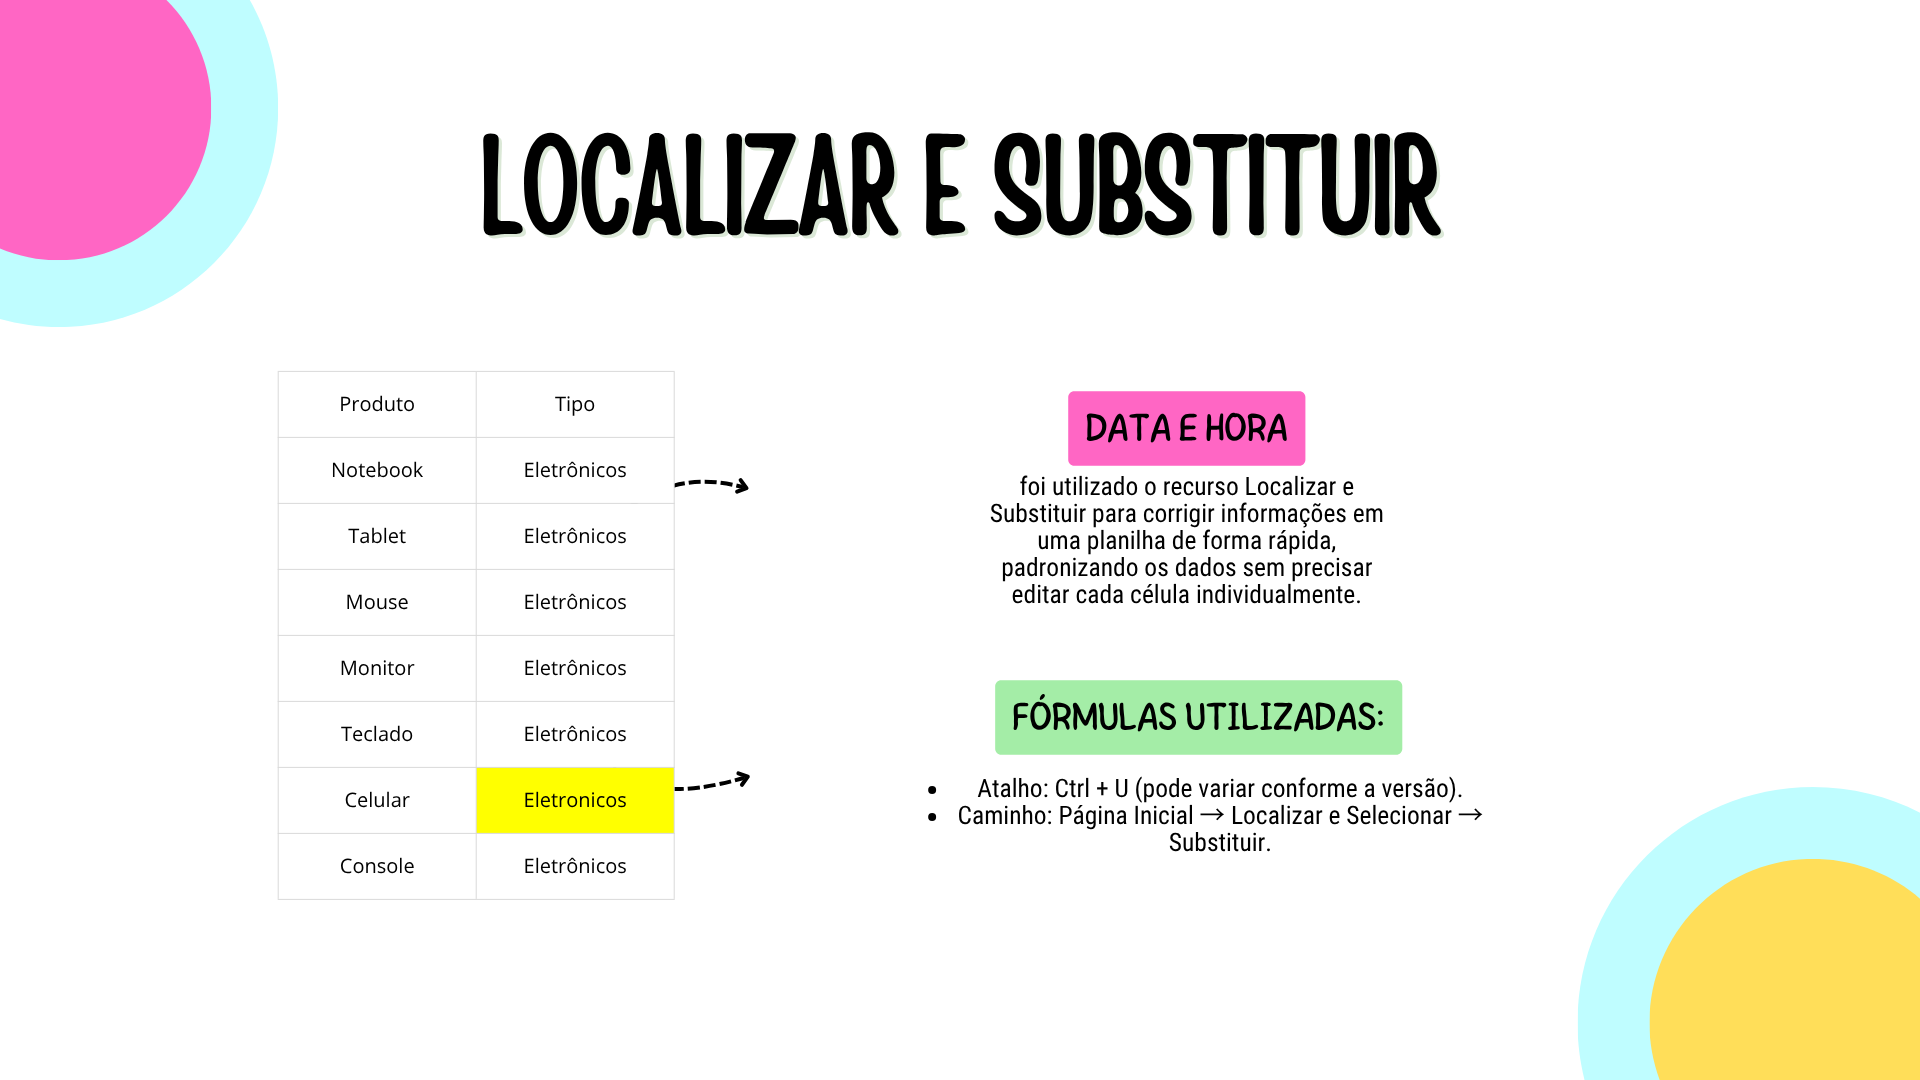 LOCALIZAR E SUBSTITUIR
Produto Tipo
Notebook Eletrônicos
Tablet Eletrônicos
Mouse Eletrônicos
Monitor Eletrônicos
Teclado Eletrônicos
Celular Eletronicos
Console Eletrônicos
DATA E HORA
foi utilizado o recurso Localizar e
Substituir para corrigir informações em
uma planilha de forma rápida,
padronizando os dados sem precisar
editar cada célula individualmente.
FÓRMULAS UTILIZADAS:
• Atalho: Ctrl + U (pode variar conforme a versão).
• Caminho: Página Inicial → Localizar e Selecionar →
Substituir.